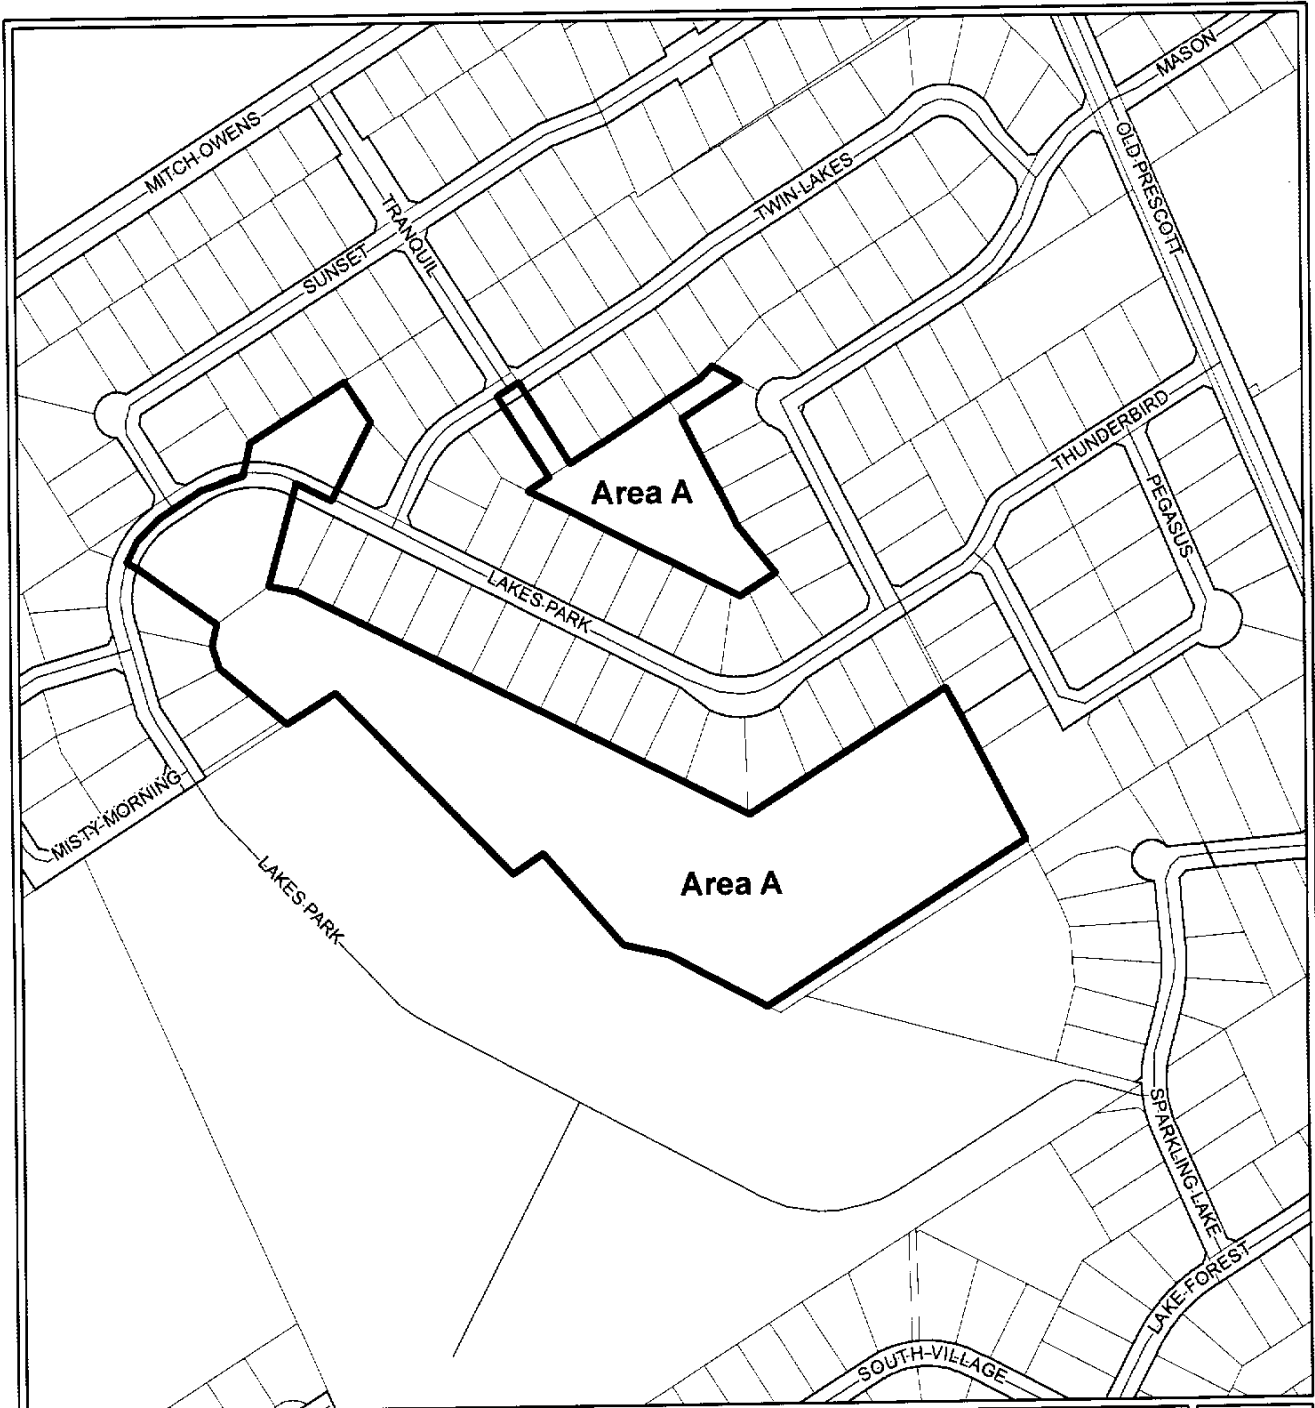 MASON
MITCH-OWENS
OLD-PRESCOTT
TWIN-LAKES
TRANQUIL
SUNSET
THUNDERBIRD
Area A
PEGASUS
LAKES-PARK
MISTY-MORNING
Area A
LAKES-PARK
SPARKLING-LAKE
LAKE-FOREST
SOUTH-VILLAGE